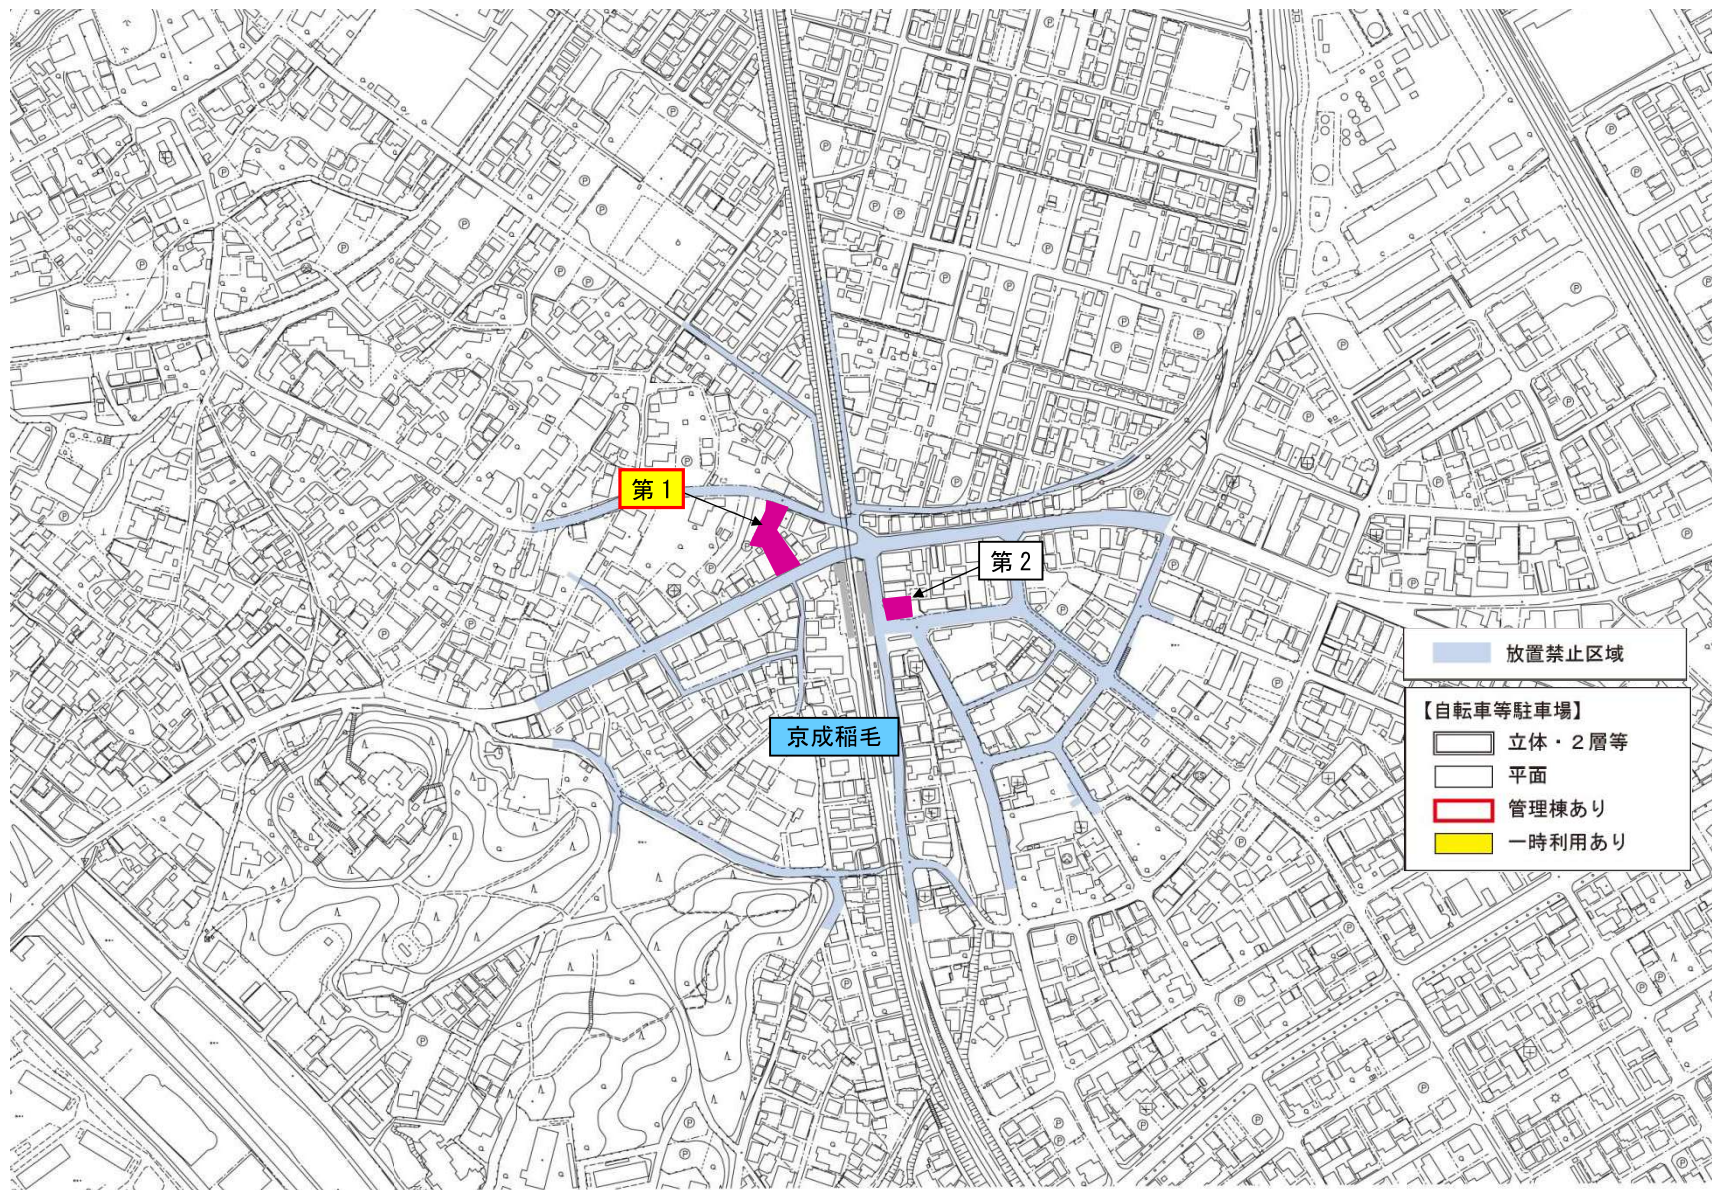 第１
第２
京成稲毛
放置禁止区域
【自転車等駐車場】
立体・２層等
平面
管理棟あり
一時利用あり